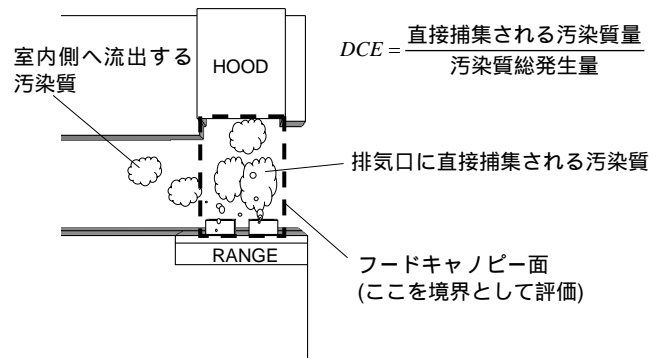 室内側へ流出する
汚染質
HOOD
DCE = 直接捕集される汚染質量
汚染質総発生量
排気口に直接捕集される汚染質
RANGE
フードキャノピー面
(ここを境界として評価)